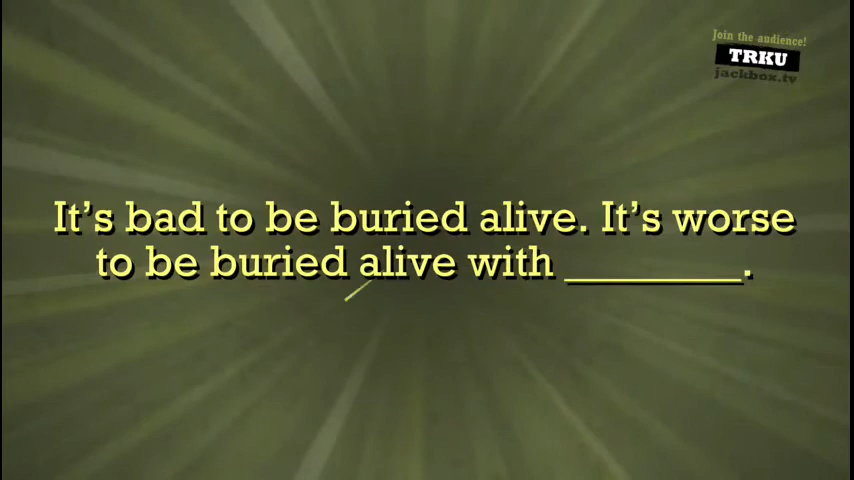 Join the audience!
TRKU
jackbox.tv
It's bad to be buried alive. It's worse
to be buried alive with ________.